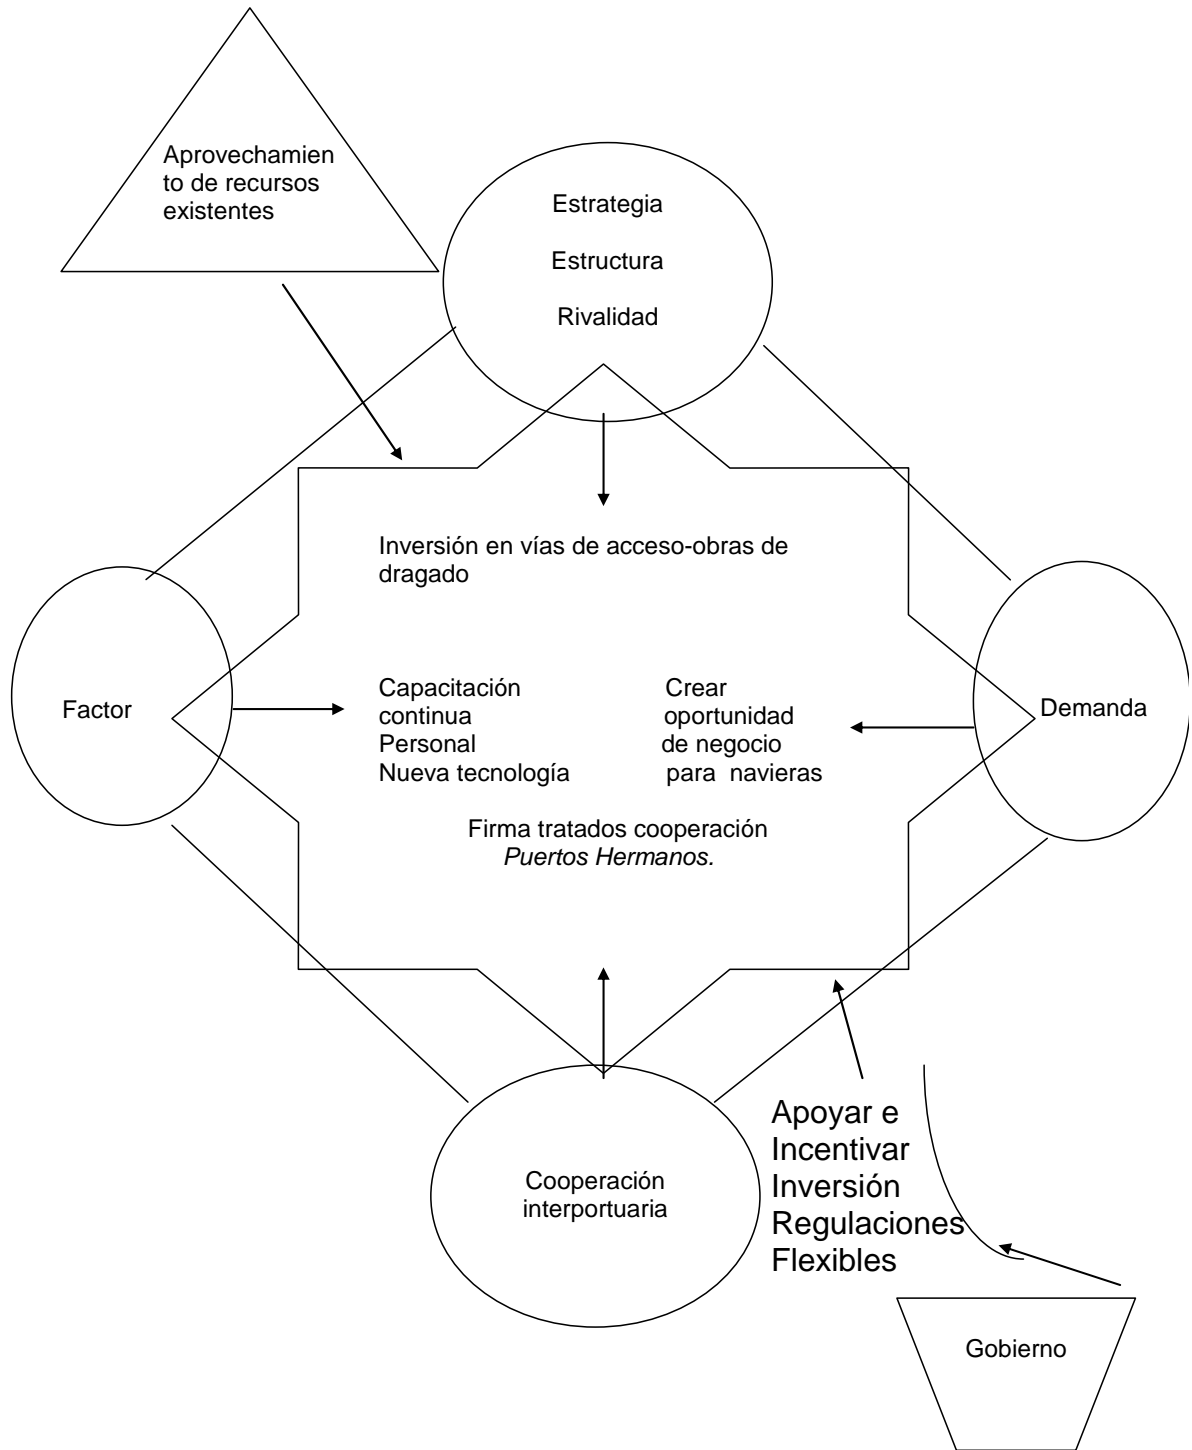 Aprovechamien
to de recursos
existentes
Estrategia
Estructura
Rivalidad
Inversión en vías de acceso-obras de
dragado
Factor
Capacitación
continua
Personal
Nueva tecnología
Crear
oportunidad
de negocio
para navieras
Demanda
Firma tratados cooperación
Puertos Hermanos.
Cooperación
interportuaria
Apoyar e
Incentivar
Inversión
Regulaciones
Flexibles
Gobierno